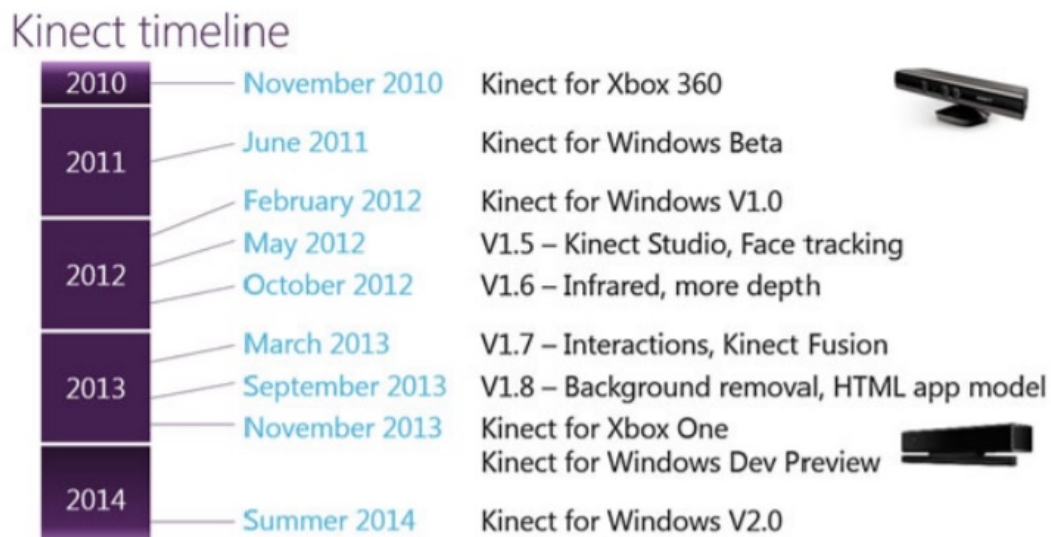 Kinect timeline
2010 November 2010 Kinect for Xbox 360
2011 June 2011 Kinect for Windows Beta
February 2012 Kinect for Windows V1.0
2012 May 2012 V1.5 – Kinect Studio, Face tracking
October 2012 V1.6 – Infrared, more depth
March 2013 V1.7 – Interactions, Kinect Fusion
2013 September 2013 V1.8 – Background removal, HTML app model
November 2013 Kinect for Xbox One
Kinect for Windows Dev Preview
2014 Summer 2014 Kinect for Windows V2.0